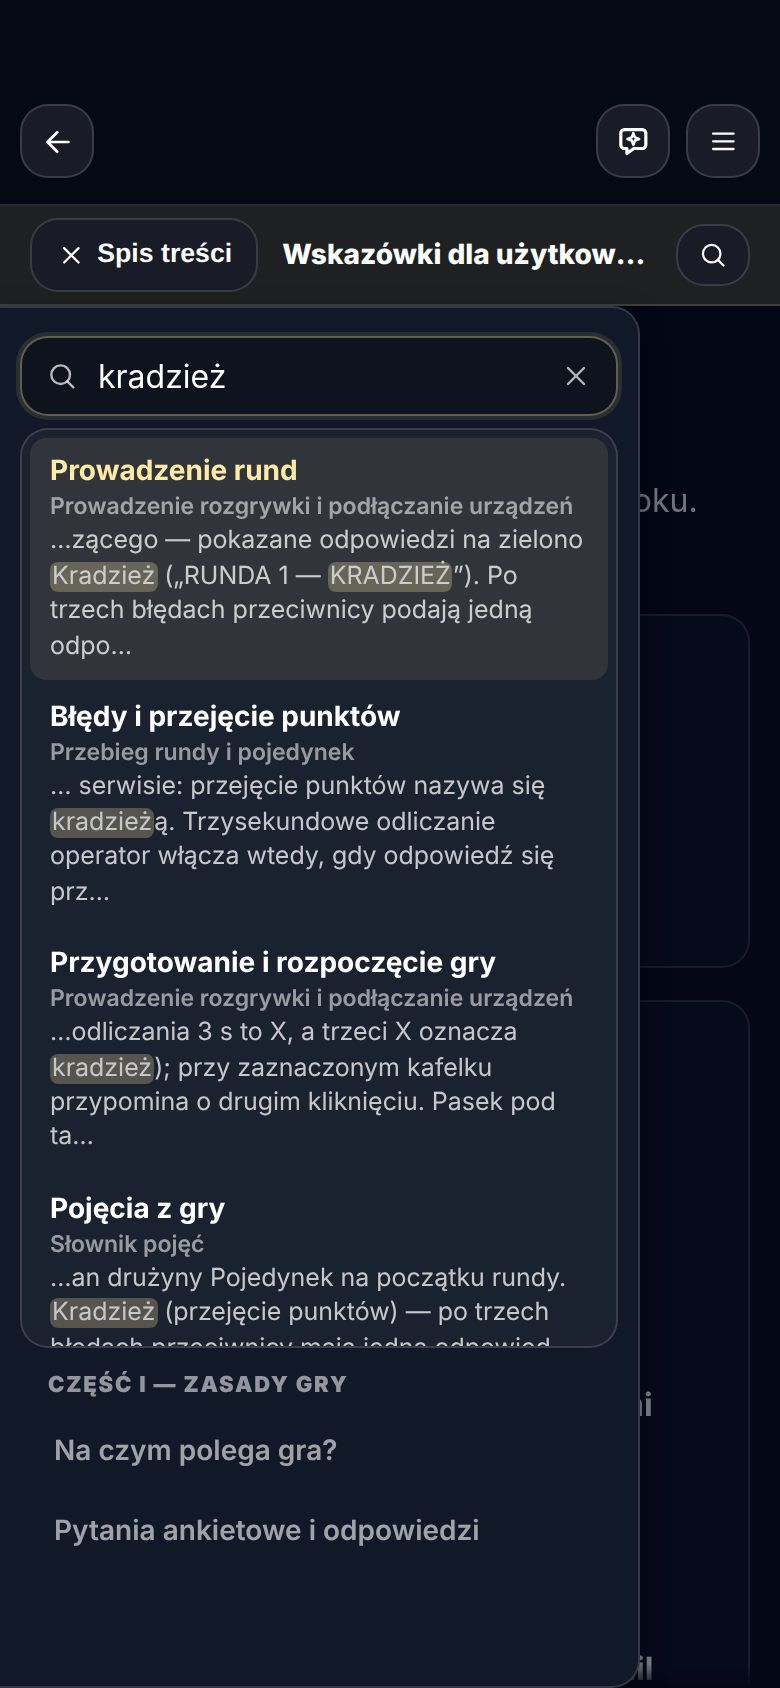 Spis treści
Wskazówki dla użytkow...
kradzież
oku.
Prowadzenie rund
Prowadzenie rozgrywki i podłączanie urządzeń
...zącego — pokazane odpowiedzi na zielono
Kradzież („RUNDA 1 — KRADZIEŻ”). Po
trzech błędach przeciwnicy podają jedną
odpo...
Błędy i przejęcie punktów
Przebieg rundy i pojedynek
... serwisie: przejęcie punktów nazywa się
kradzieżą. Trzysekundowe odliczanie
operator włącza wtedy, gdy odpowiedź się
prz...
Przygotowanie i rozpoczęcie gry
Prowadzenie rozgrywki i podłączanie urządzeń
...odliczania 3 s to X, a trzeci X oznacza
kradzież); przy zaznaczonym kafelku
przypomina o drugim kliknięciu. Pasek pod
ta...
Pojęcia z gry
Słownik pojęć
...an drużyny Pojedynek na początku rundy.
Kradzież (przejęcie punktów) — po trzech
błędach przeciwnicy mają jedną odpowied
CZĘŚĆ I — ZASADY GRY
Na czym polega gra?
Pytania ankietowe i odpowiedzi